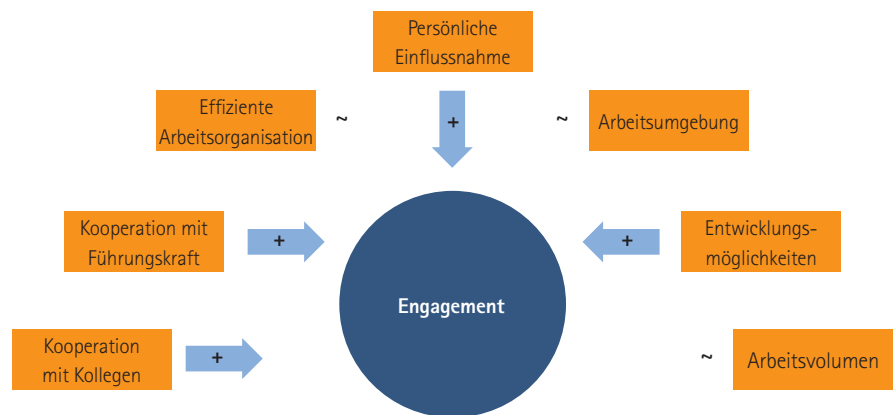 Persönliche
Einflussnahme
Effiziente
Arbeitsorganisation
~
+
~
Arbeitsumgebung
Kooperation mit
Führungskraft
+
+
Entwicklungs-
möglichkeiten
Engagement
Kooperation
mit Kollegen
+
~
Arbeitsvolumen